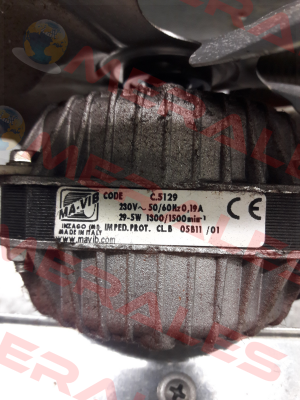 MERALES
MA-VIB
CODE C.5129
230V~ 50/60Hz 0,19A
29-5W 1300/1500min⁻¹
INZAGO (MI) IMPED.PROT. CL.B 05B11 /01
MADE IN ITALY
www.mavib.com
CE